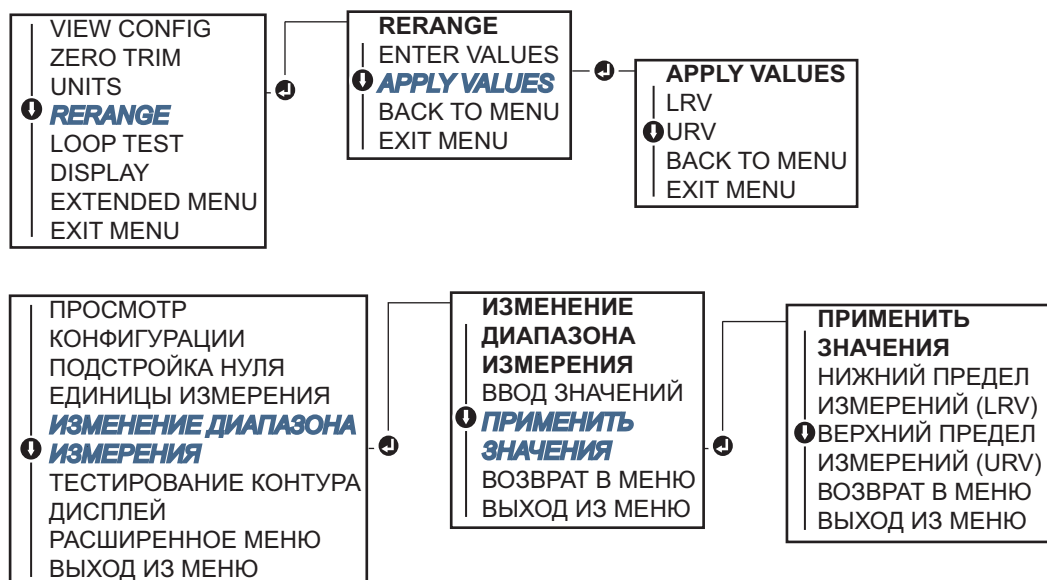 VIEW CONFIG
ZERO TRIM
UNITS
RERANGE
LOOP TEST
DISPLAY
EXTENDED MENU
EXIT MENU
RERANGE
ENTER VALUES
APPLY VALUES
BACK TO MENU
EXIT MENU
APPLY VALUES
LRV
URV
BACK TO MENU
EXIT MENU
ПРОСМОТР
КОНФИГУРАЦИИ
ПОДСТРОЙКА НУЛЯ
ЕДИНИЦЫ ИЗМЕРЕНИЯ
ИЗМЕНЕНИЕ ДИАПАЗОНА
ИЗМЕРЕНИЯ
ТЕСТИРОВАНИЕ КОНТУРА
ДИСПЛЕЙ
РАСШИРЕННОЕ МЕНЮ
ВЫХОД ИЗ МЕНЮ
ИЗМЕНЕНИЕ
ДИАПАЗОНА
ИЗМЕРЕНИЯ
ВВОД ЗНАЧЕНИЙ
ПРИМЕНИТЬ
ЗНАЧЕНИЯ
ВОЗВРАТ В МЕНЮ
ВЫХОД ИЗ МЕНЮ
ПРИМЕНИТЬ
ЗНАЧЕНИЯ
НИЖНИЙ ПРЕДЕЛ
ИЗМЕРЕНИЙ (LRV)
ВЕРХНИЙ ПРЕДЕЛ
ИЗМЕРЕНИЙ (URV)
ВОЗВРАТ В МЕНЮ
ВЫХОД ИЗ МЕНЮ